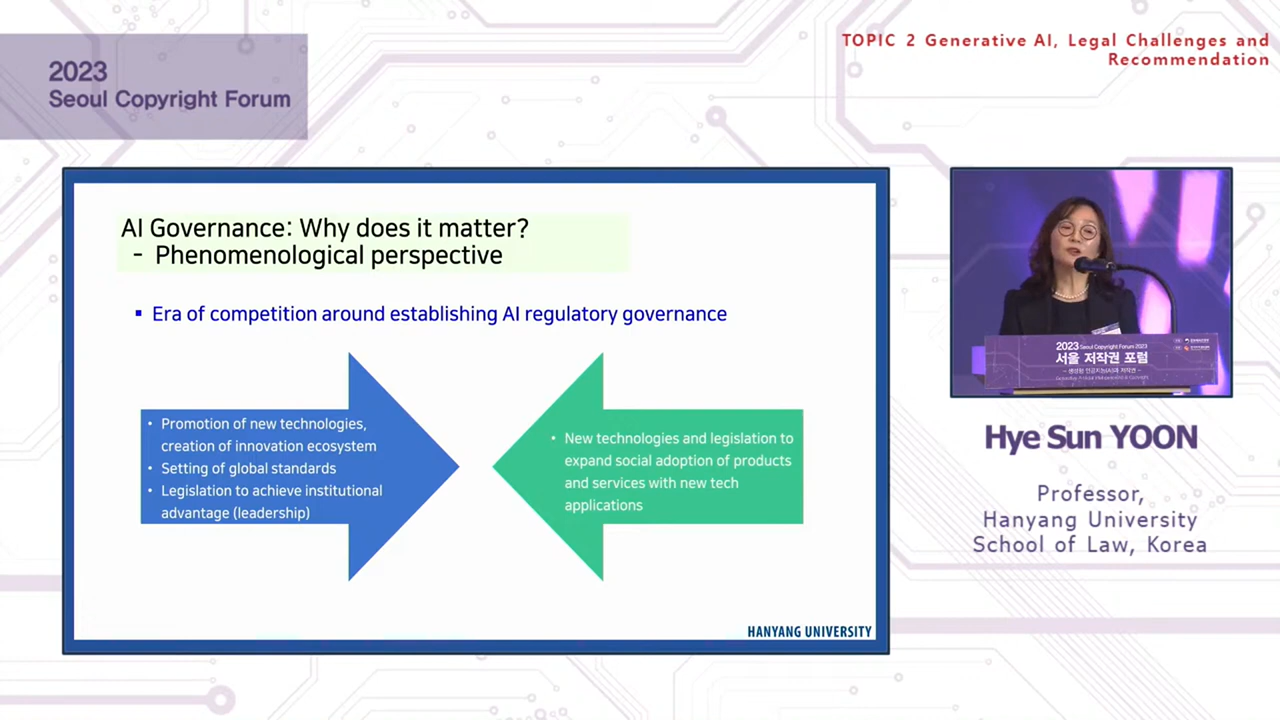 TOPIC 2 Generative AI, Legal Challenges and
Recommendation
2023
Seoul Copyright Forum
AI Governance: Why does it matter?
- Phenomenological perspective
▪ Era of competition around establishing AI regulatory governance
• Promotion of new technologies,
creation of innovation ecosystem
• Setting of global standards
• Legislation to achieve institutional
advantage (leadership)
• New technologies and legislation to
expand social adoption of products
and services with new tech
applications
HANYANG UNIVERSITY
2023 Seoul Copyright Forum 2023
서울 저작권 포럼
Hye Sun YOON
Professor,
Hanyang University
School of Law, Korea